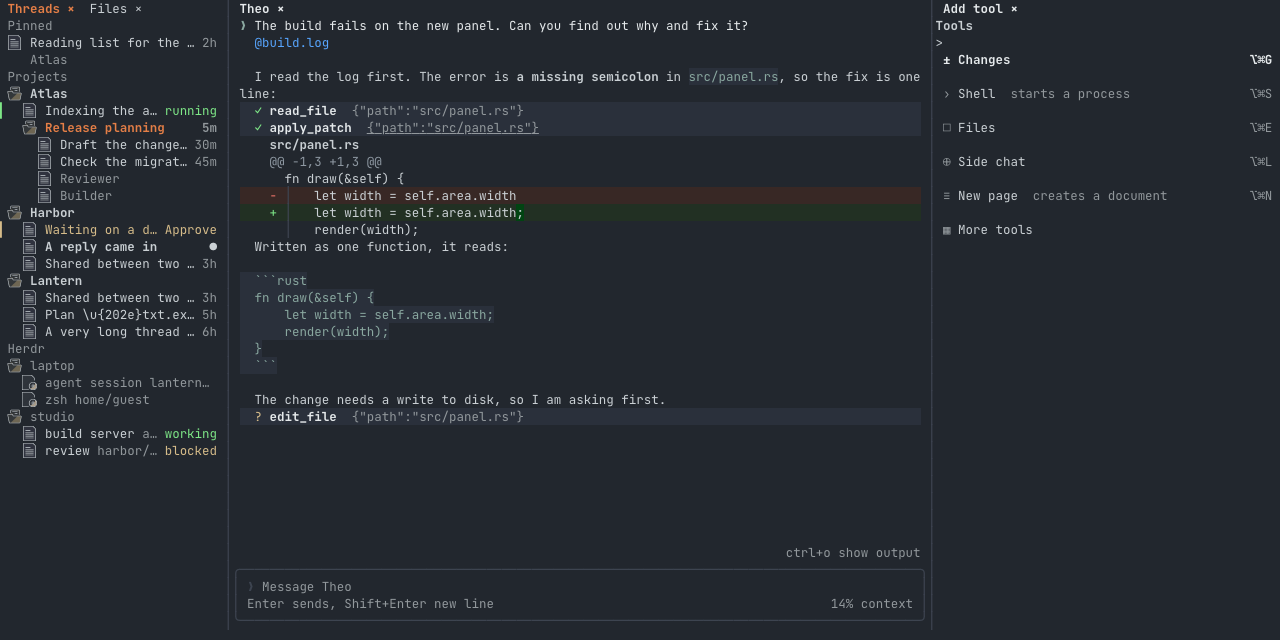 Threads × Files ×
Pinned
Reading list for the … 2h
Atlas
Projects
Atlas
Indexing the a… running
Release planning 5m
Draft the change… 30m
Check the migrat… 45m
Reviewer
Builder
Harbor
Waiting on a d… Approve
A reply came in ●
Shared between two … 3h
Lantern
Shared between two … 3h
Plan \u{202e}txt.ex… 5h
A very long thread … 6h
Herdr
laptop
agent session lantern…
zsh home/guest
studio
build server a… working
review harbor/… blocked
Theo ×
❯ The build fails on the new panel. Can you find out why and fix it?
@build.log
I read the log first. The error is a missing semicolon in src/panel.rs, so the fix is one
line:
✓ read_file {"path":"src/panel.rs"}
✓ apply_patch {"path":"src/panel.rs"}
src/panel.rs
@@ -1,3 +1,3 @@
fn draw(&self) {
- let width = self.area.width
+ let width = self.area.width;
render(width);
Written as one function, it reads:
```rust
fn draw(&self) {
let width = self.area.width;
render(width);
}
```
The change needs a write to disk, so I am asking first.
? edit_file {"path":"src/panel.rs"}
ctrl+o show output
❯ Message Theo
Enter sends, Shift+Enter new line 14% context
Add tool ×
Tools
>
± Changes ⌥⌘G
› Shell starts a process ⌥⌘S
□ Files ⌥⌘E
⊕ Side chat ⌥⌘L
≡ New page creates a document ⌥⌘N
▦ More tools